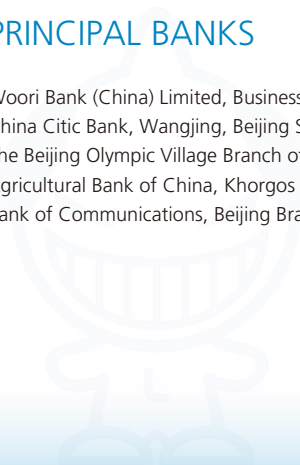 PRINCIPAL BANKS
Woori Bank (China) Limited, Business
China Citic Bank, Wangjing, Beijing S
The Beijing Olympic Village Branch of
Agricultural Bank of China, Khorgos
Bank of Communications, Beijing Bra